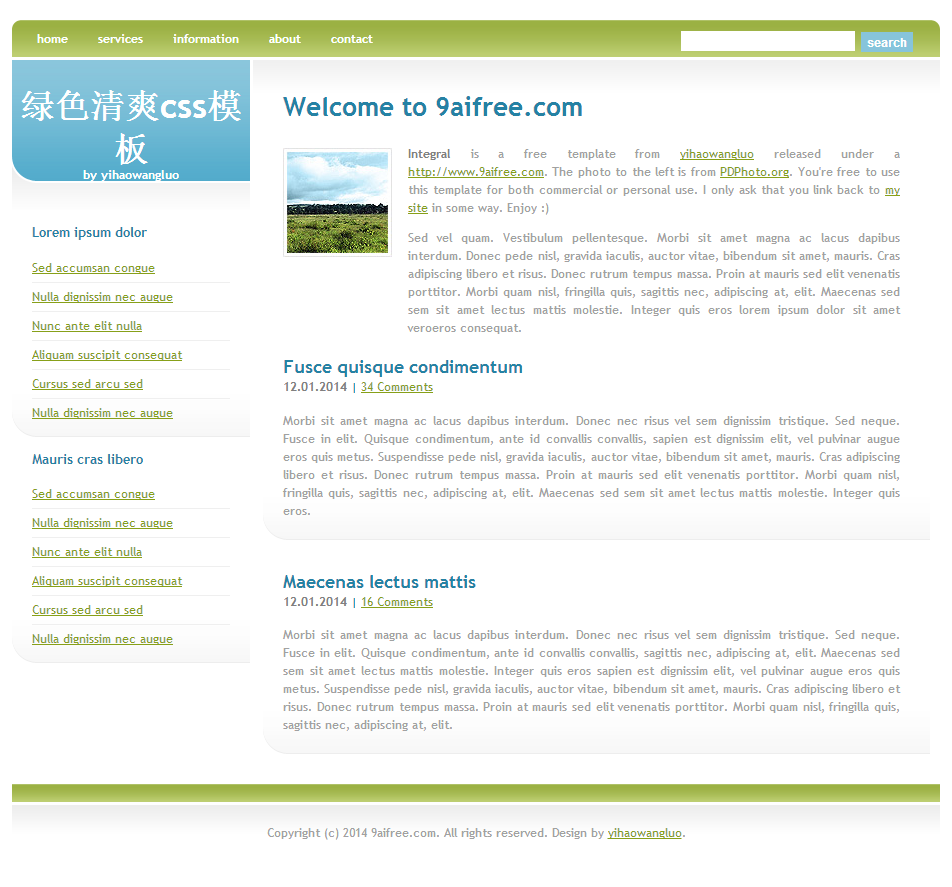 home services information about contact search
绿色清爽css模
板
by yihaowangluo
Lorem ipsum dolor
Sed accumsan congue
Nulla dignissim nec augue
Nunc ante elit nulla
Aliquam suscipit consequat
Cursus sed arcu sed
Nulla dignissim nec augue
Mauris cras libero
Sed accumsan congue
Nulla dignissim nec augue
Nunc ante elit nulla
Aliquam suscipit consequat
Cursus sed arcu sed
Nulla dignissim nec augue
Welcome to 9aifree.com
Integral is a free template from yihaowangluo released under a
http://www.9aifree.com. The photo to the left is from PDPhoto.org. You're free to use
this template for both commercial or personal use. I only ask that you link back to my
site in some way. Enjoy :)
Sed vel quam. Vestibulum pellentesque. Morbi sit amet magna ac lacus dapibus
interdum. Donec pede nisl, gravida iaculis, auctor vitae, bibendum sit amet, mauris. Cras
adipiscing libero et risus. Donec rutrum tempus massa. Proin at mauris sed elit venenatis
porttitor. Morbi quam nisl, fringilla quis, sagittis nec, adipiscing at, elit. Maecenas sed
sem sit amet lectus mattis molestie. Integer quis eros lorem ipsum dolor sit amet
veroeros consequat.
Fusce quisque condimentum
12.01.2014 | 34 Comments
Morbi sit amet magna ac lacus dapibus interdum. Donec nec risus vel sem dignissim tristique. Sed neque.
Fusce in elit. Quisque condimentum, ante id convallis convallis, sapien est dignissim elit, vel pulvinar augue
eros quis metus. Suspendisse pede nisl, gravida iaculis, auctor vitae, bibendum sit amet, mauris. Cras adipiscing
libero et risus. Donec rutrum tempus massa. Proin at mauris sed elit venenatis porttitor. Morbi quam nisl,
fringilla quis, sagittis nec, adipiscing at, elit. Maecenas sed sem sit amet lectus mattis molestie. Integer quis
eros.
Maecenas lectus mattis
12.01.2014 | 16 Comments
Morbi sit amet magna ac lacus dapibus interdum. Donec nec risus vel sem dignissim tristique. Sed neque.
Fusce in elit. Quisque condimentum, ante id convallis convallis, sagittis nec, adipiscing at, elit. Maecenas sed
sem sit amet lectus mattis molestie. Integer quis eros sapien est dignissim elit, vel pulvinar augue eros quis
metus. Suspendisse pede nisl, gravida iaculis, auctor vitae, bibendum sit amet, mauris. Cras adipiscing libero et
risus. Donec rutrum tempus massa. Proin at mauris sed elit venenatis porttitor. Morbi quam nisl, fringilla quis,
sagittis nec, adipiscing at, elit.
Copyright (c) 2014 9aifree.com. All rights reserved. Design by yihaowangluo.